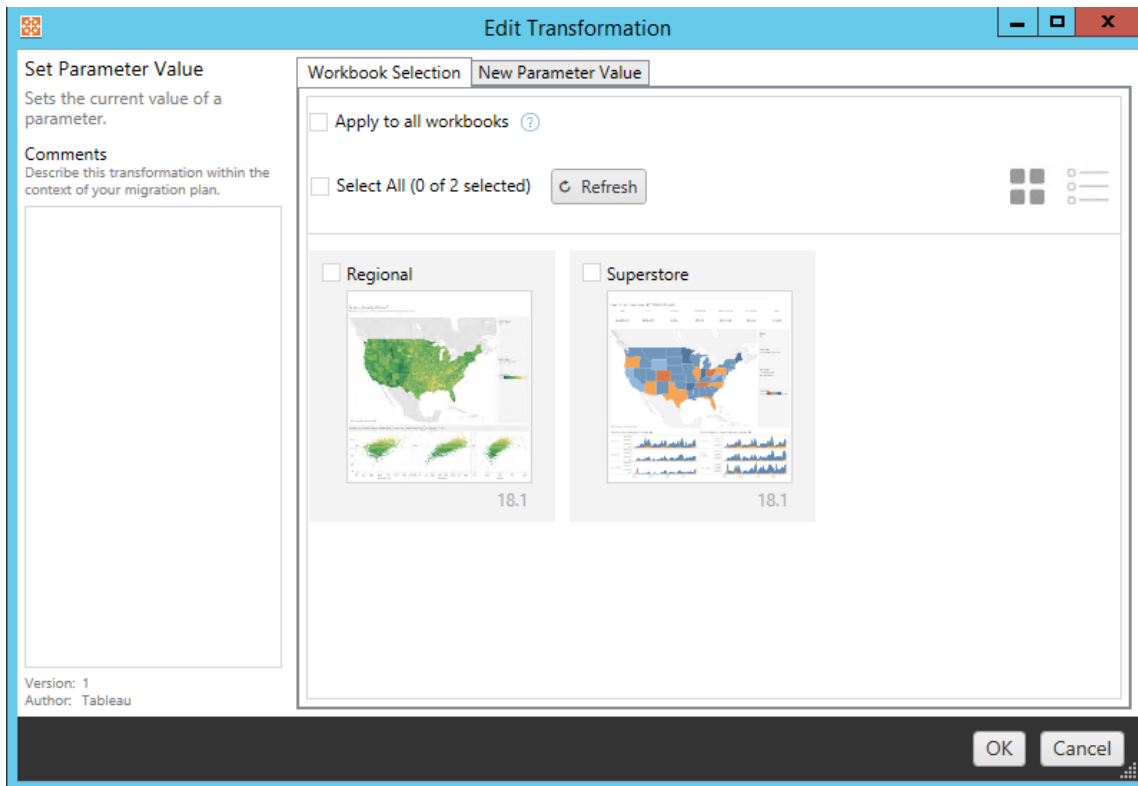 Edit Transformation
Set Parameter Value
Sets the current value of a
parameter.
Comments
Describe this transformation within the
context of your migration plan.
Version: 1
Author: Tableau
Workbook Selection
New Parameter Value
Apply to all workbooks ?
Select All (0 of 2 selected)
Refresh
Regional
18.1
Superstore
18.1
OK
Cancel